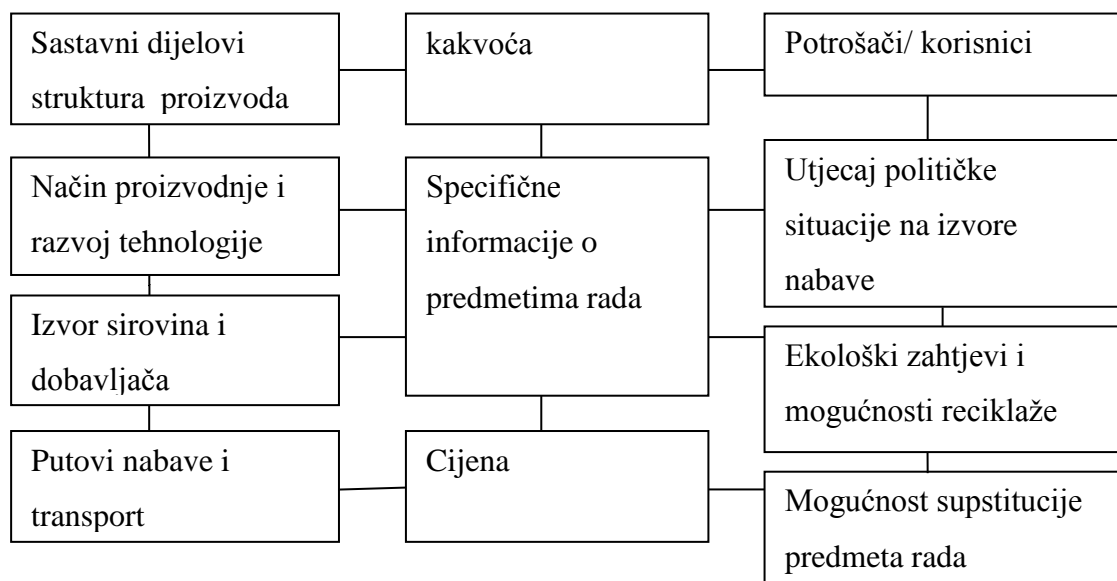 Sastavni dijelovi
struktura proizvoda
kakvoća
Potrošači/ korisnici
Način proizvodnje i
razvoj tehnologije
Specifične
informacije o
predmetima rada
Utjecaj političke
situacije na izvore
nabave
Izvor sirovina i
dobavljača
Ekološki zahtjevi i
mogućnosti reciklaže
Putovi nabave i
transport
Cijena
Mogućnost supstitucije
predmeta rada